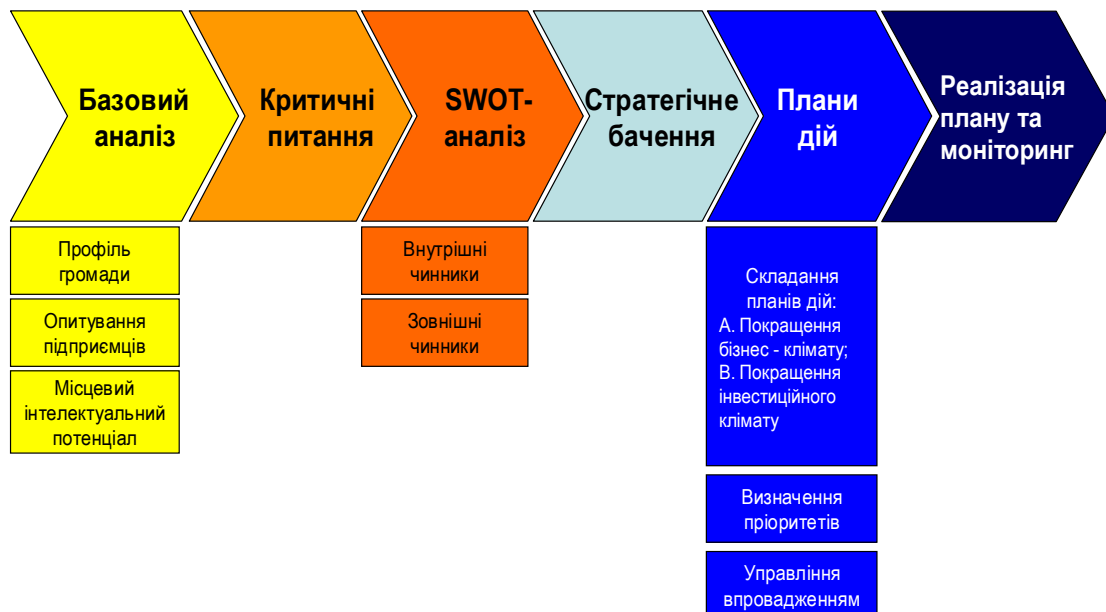 Базовий
аналіз
Критичні
питання
SWOT-
аналіз
Стратегічне
бачення
Плани
дій
Реалізація
плану та
моніторинг
Профіль
громади
Опитування
підприємців
Місцевий
інтелектуальний
потенціал
Внутрішні
чинники
Зовнішні
чинники
Складання
планів дій:
А. Покращення
бізнес - клімату;
В. Покращення
інвестиційного
клімату
Визначення
пріоритетів
Управління
впровадженням